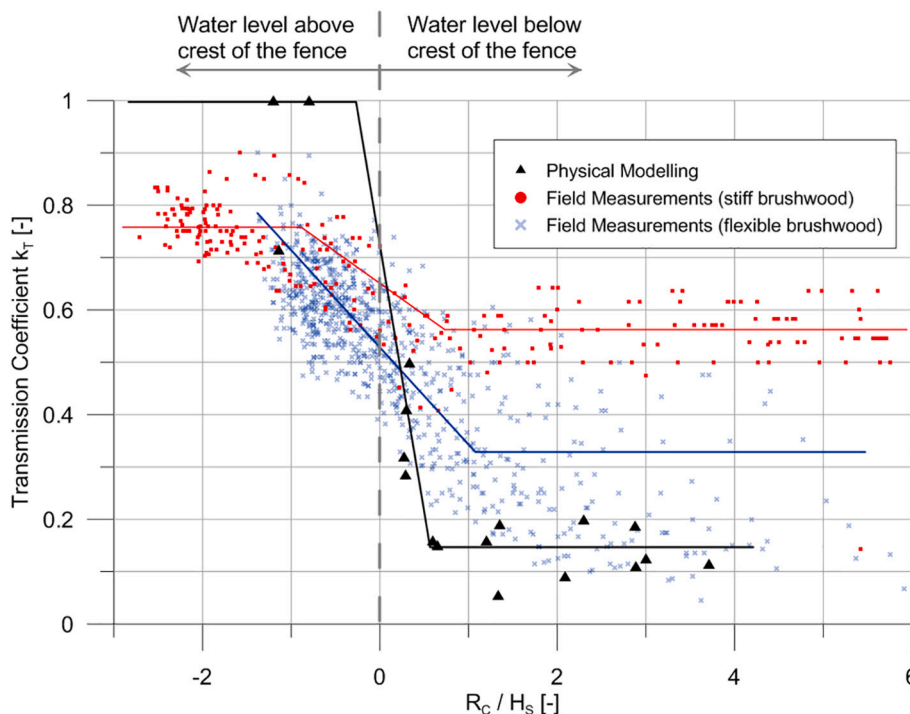 Water level above
crest of the fence
Water level below
crest of the fence
1
0.8
0.6
0.4
0.2
0
Transmission Coefficient kT [-]
Physical Modelling
Field Measurements (stiff brushwood)
Field Measurements (flexible brushwood)
-2
0
2
4
6
RC / HS [-]